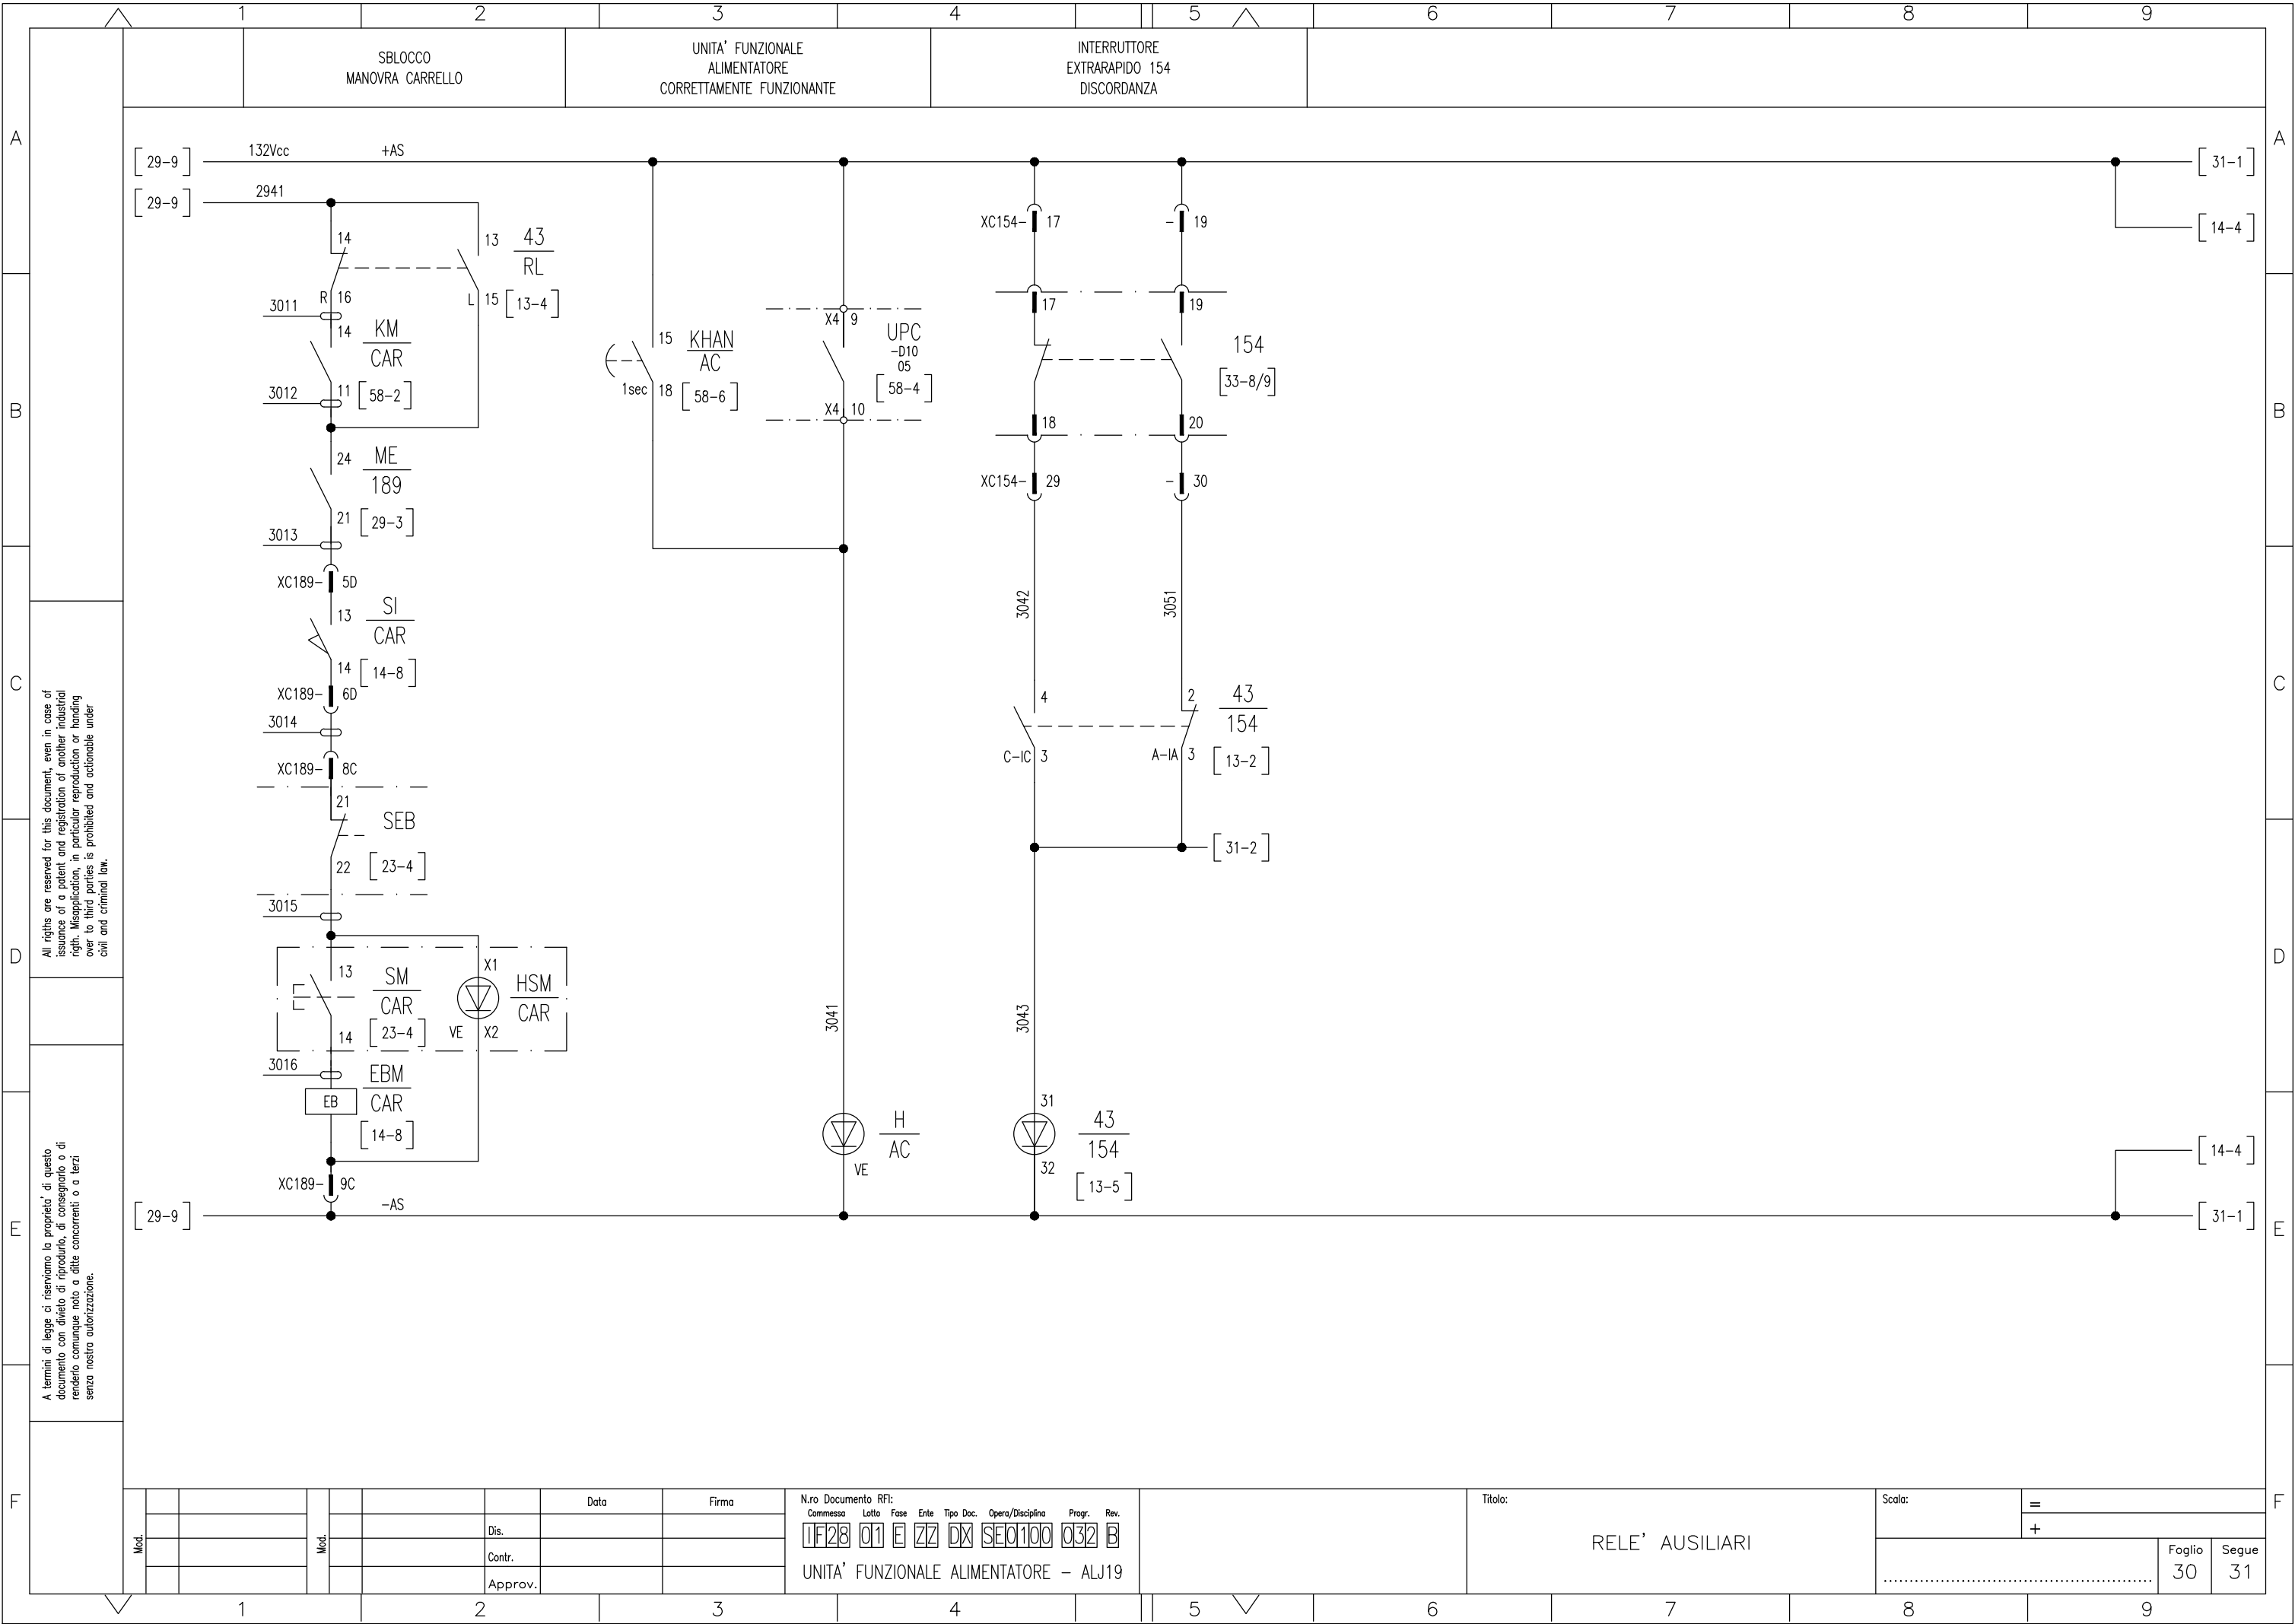 1 2 3 4 5 6 7 8 9
SBLOCCO
MANOVRA CARRELLO
UNITA' FUNZIONALE
ALIMENTATORE
CORRETTAMENTE FUNZIONANTE
INTERRUTTORE
EXTRARAPIDO 154
DISCORDANZA
A
A
29-9 132Vcc +AS 31-1
29-9 2941
14-4
XC154- 17 - 19
14 13 43
RL
R 16 L 15 13-4
3011
14 KM
CAR
3012 11 58-2
15 KHAN
AC
1sec 18 58-6
X4 9 UPC
-D10
05
58-4
X4 10
17 19
154
33-8/9
18 20
XC154- 29 - 30
B
B
24 ME
189
21 29-3
3013
XC189- 5D
13 SI
CAR
14 14-8
XC189- 6D
3014
XC189- 8C
3042 3051
4 2 43
154
C-IC 3 A-IA 3 13-2
31-2
C
C
21 SEB
22 23-4
3015
13 SM
CAR
14 23-4
X1 HSM
CAR
VE X2
3016
EBM
CAR
EB
14-8
XC189- 9C
D
D
3041 3043
H
AC
VE
31 43
154
32 13-5
14-4
29-9 -AS 31-1
E
E
F
F
All rigths are reserved for this document, even in case of
issuance of a patent and registration of another industrial
rigth. Misapplication, in particular reproduction or handing
over to third parties is prohibited and actionable under
civil and criminal law.
A termini di legge ci riserviamo la proprieta' di questo
documento con divieto di riprodurlo, di consegnarlo o di
renderlo comunque noto a ditte concorrenti o a terzi
senza nostra autorizzazione.
Mod. Mod.
Data Firma
Dis.
Contr.
Approv.
N.ro Documento RFI:
Commessa Lotto Fase Ente Tipo Doc. Opera/Disciplina Progr. Rev.
IF28 01 E ZZ DX SE0100 032 B
UNITA' FUNZIONALE ALIMENTATORE - ALJ19
Titolo:
RELE' AUSILIARI
Scala:
=
+
Foglio Segue
30 31
1 2 3 4 5 6 7 8 9